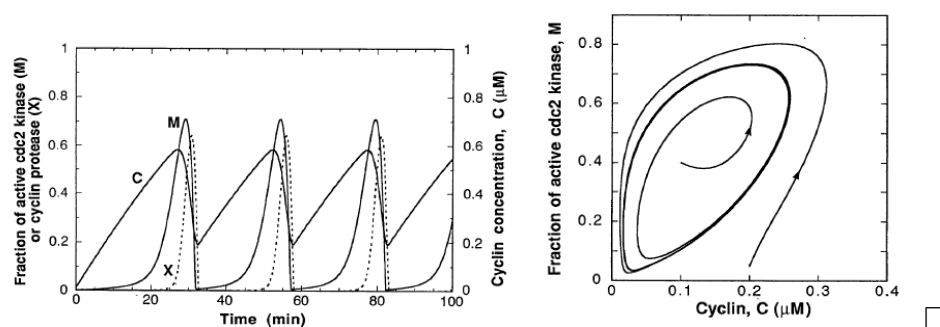 Fraction of active cdc2 kinase (M)
or cyclin protease (X)
1
0.8
0.6
0.4
0.2
0
M
C
X
1
0.8
0.6
0.4
0.2
0
Cyclin concentration, C (μM)
0 20 40 60 80 100
Time (min)
Fraction of active cdc2 kinase, M
0.8
0.6
0.4
0.2
0
0 0.1 0.2 0.3 0.4
Cyclin, C (μM)